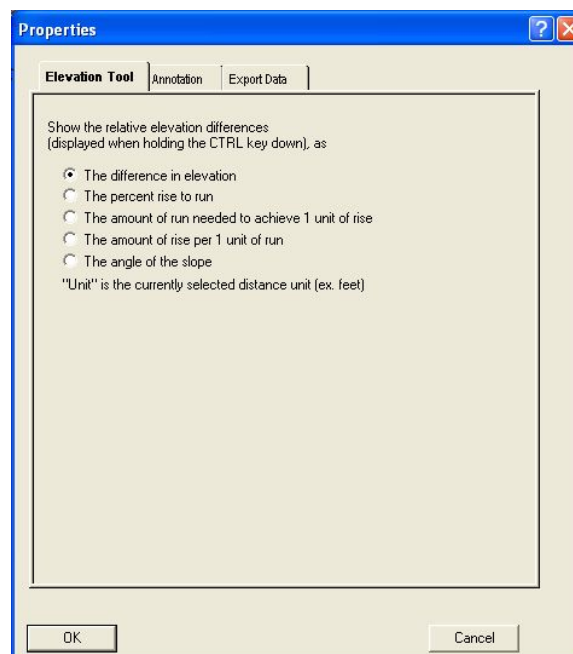 Properties
Elevation Tool Annotation Export Data
Show the relative elevation differences
(displayed when holding the CTRL key down), as
The difference in elevation
The percent rise to run
The amount of run needed to achieve 1 unit of rise
The amount of rise per 1 unit of run
The angle of the slope
"Unit" is the currently selected distance unit (ex. feet)
OK Cancel